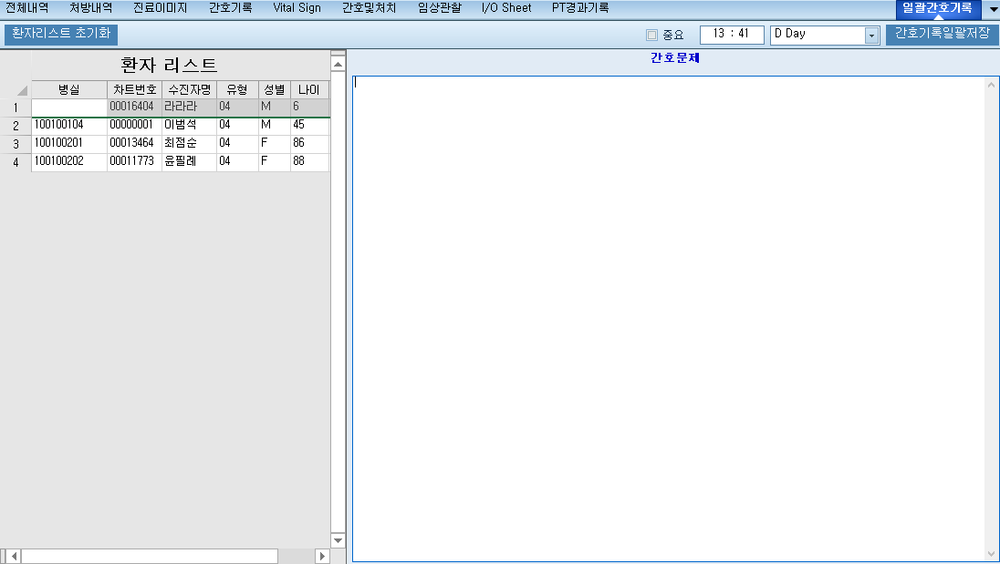 전체내역 처방내역 진료이미지 간호기록 Vital Sign 간호및처치 임상관찰 I/O Sheet PT경과기록 일괄간호기록
환자리스트 초기화 중요 13 : 41 D Day 간호기록일괄저장
환자 리스트 간호문제
병실 차트번호 수진자명 유형 성별 나이
1 00016404 라라라 04 M 6
2 100100104 00000001 이범석 04 M 45
3 100100201 00013464 최점순 04 F 86
4 100100202 00011773 윤필례 04 F 88